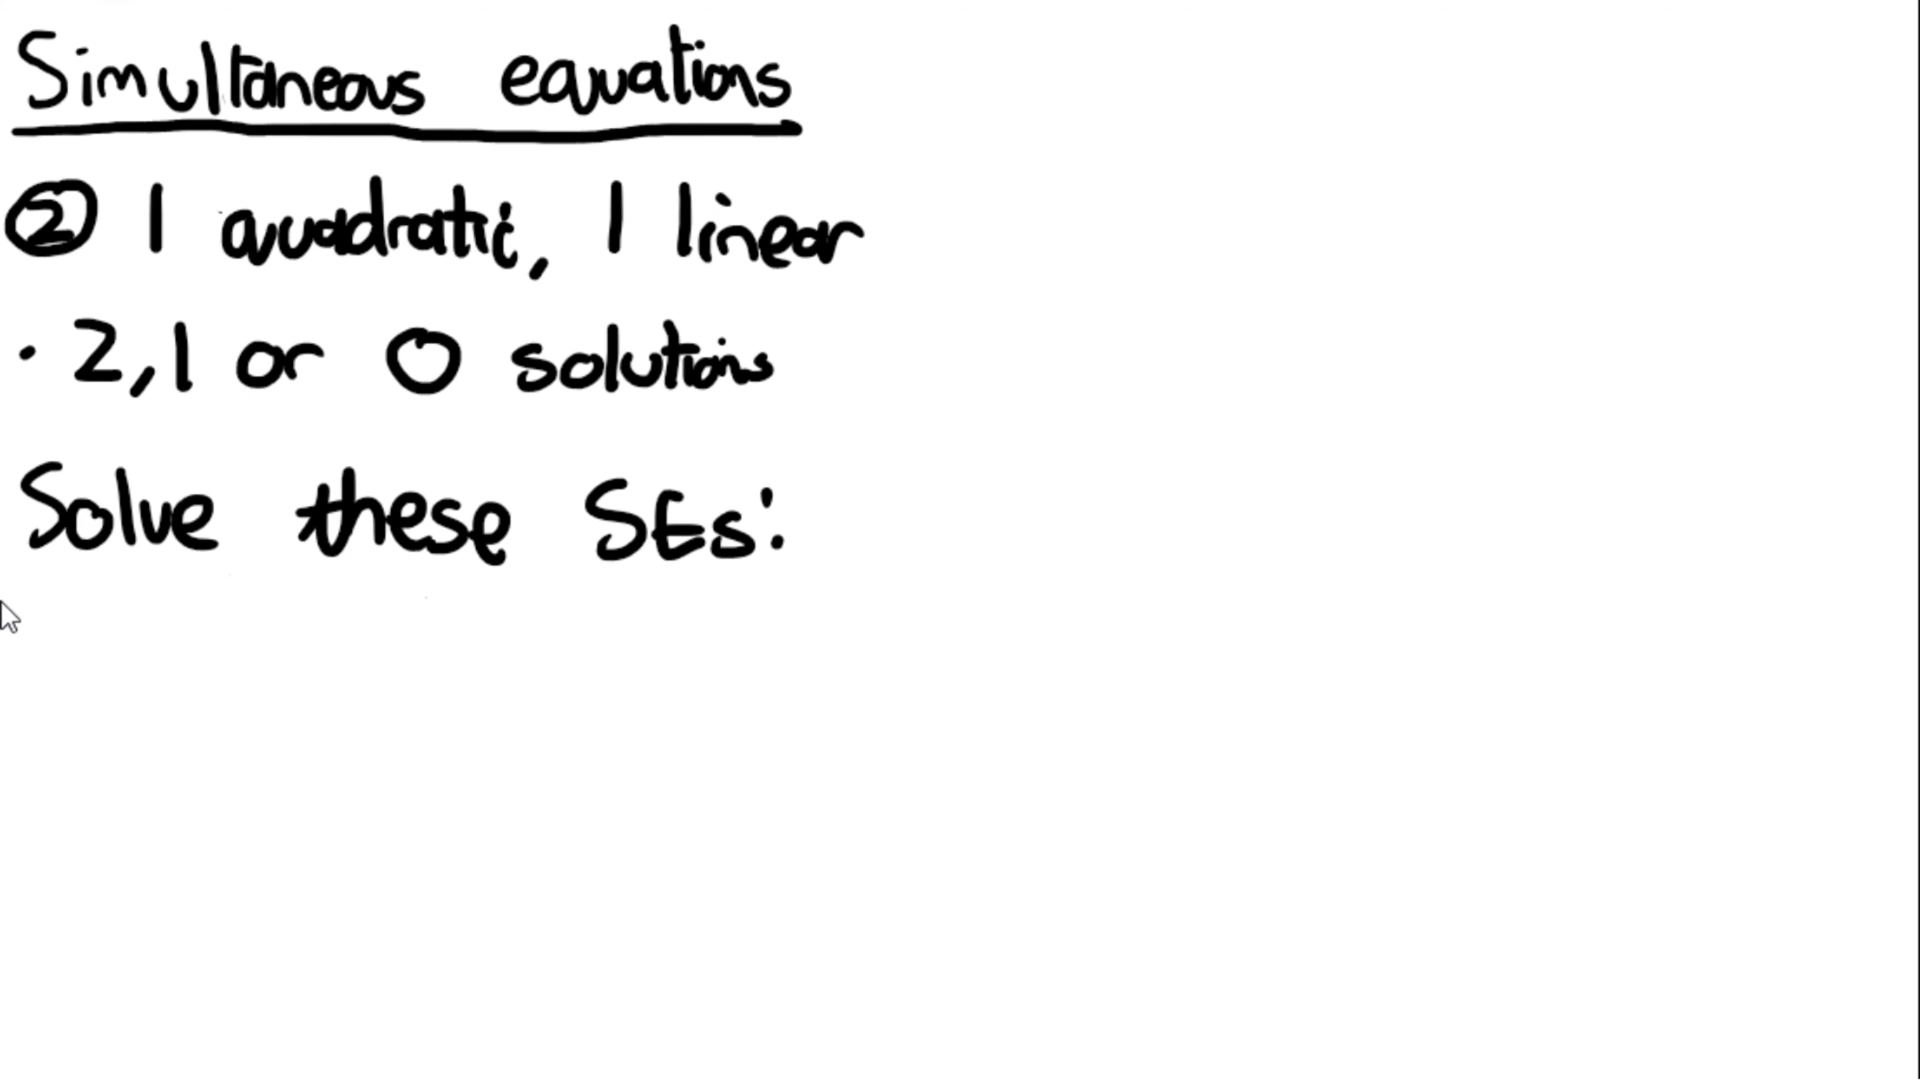 Simultaneous equations
② 1 quadratic, 1 linear
· 2, 1 or 0 solutions
Solve these SEs: